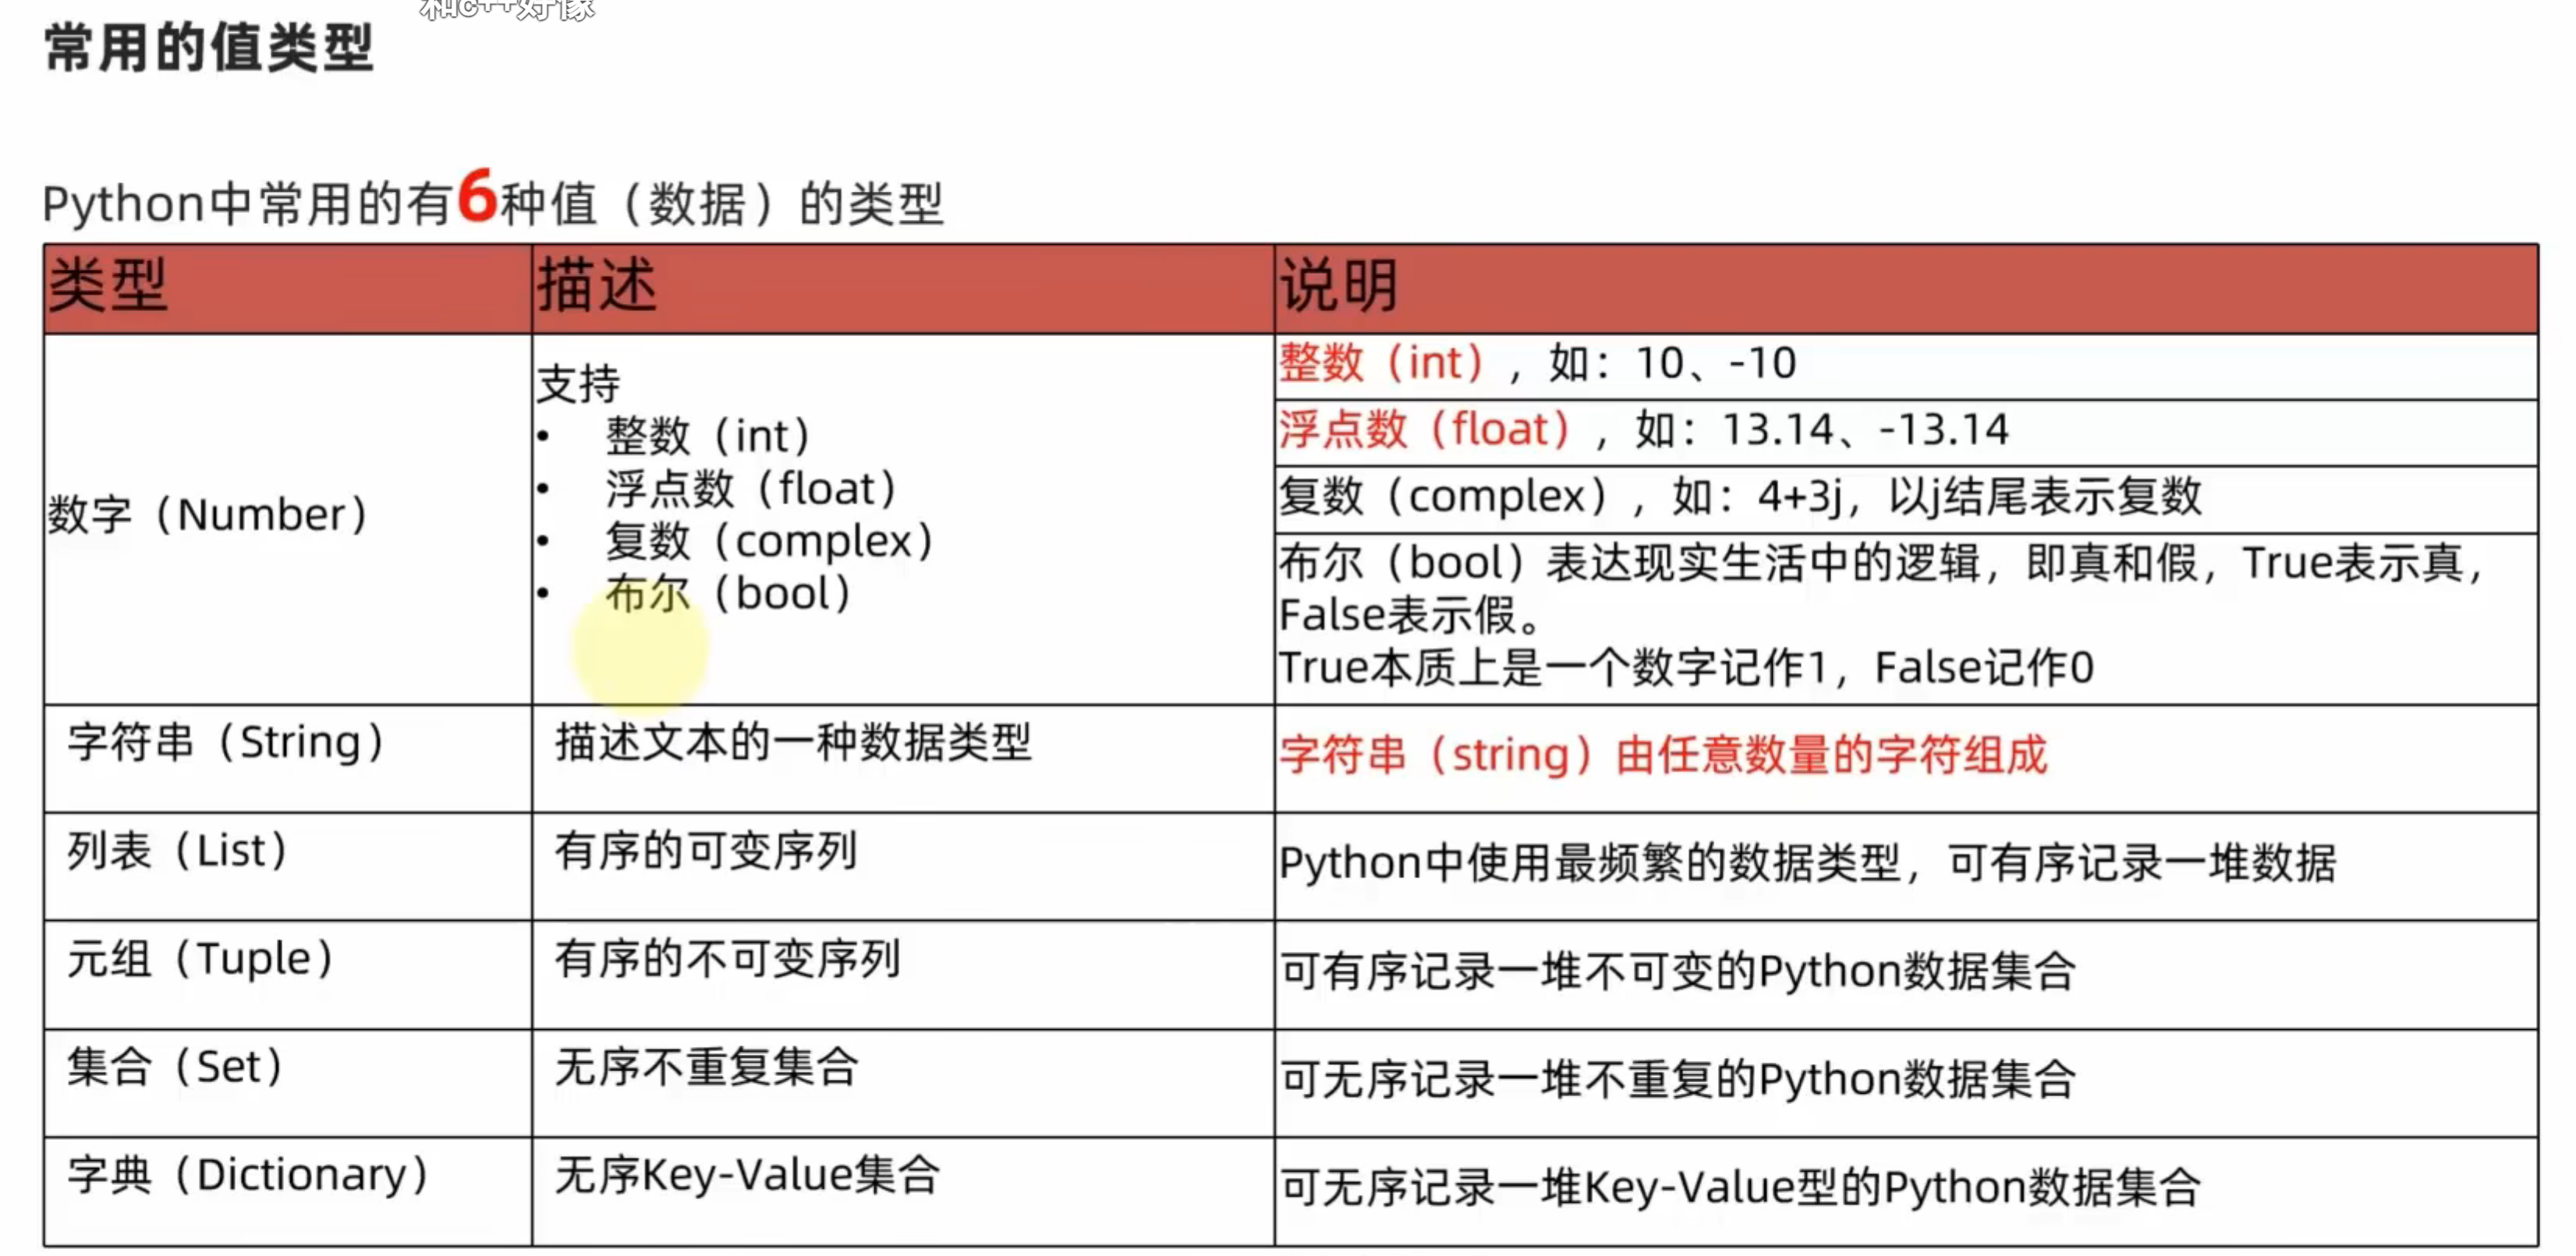 和c++好像
常用的值类型
Python中常用的有6种值（数据）的类型
类型 描述 说明
数字（Number）
支持
• 整数（int）
• 浮点数（float）
• 复数（complex）
• 布尔（bool）
整数（int），如：10、-10
浮点数（float），如：13.14、-13.14
复数（complex），如：4+3j，以j结尾表示复数
布尔（bool）表达现实生活中的逻辑，即真和假，True表示真，
False表示假。
True本质上是一个数字记作1，False记作0
字符串（String） 描述文本的一种数据类型 字符串（string）由任意数量的字符组成
列表（List） 有序的可变序列 Python中使用最频繁的数据类型，可有序记录一堆数据
元组（Tuple） 有序的不可变序列 可有序记录一堆不可变的Python数据集合
集合（Set） 无序不重复集合 可无序记录一堆不重复的Python数据集合
字典（Dictionary） 无序Key-Value集合 可无序记录一堆Key-Value型的Python数据集合